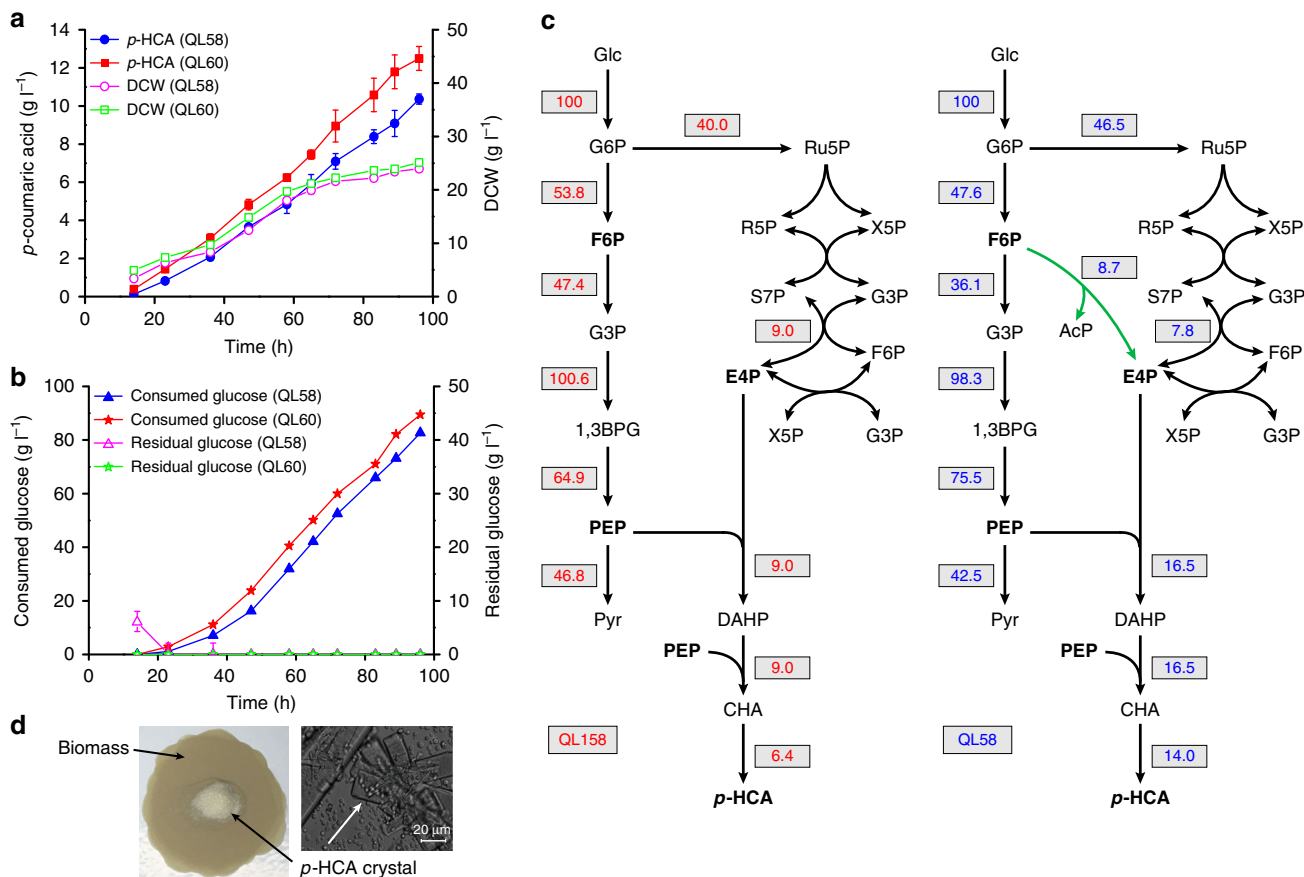 a
14
12
10
8
6
4
2
0
50
40
30
20
10
0
0 20 40 60 80 100
p-coumaric acid (g l⁻¹)
DCW (g l⁻¹)
Time (h)
p-HCA (QL58)
p-HCA (QL60)
DCW (QL58)
DCW (QL60)
b
100
80
60
40
20
0
50
40
30
20
10
0
0 20 40 60 80 100
Consumed glucose (g l⁻¹)
Residual glucose (g l⁻¹)
Time (h)
Consumed glucose (QL58)
Consumed glucose (QL60)
Residual glucose (QL58)
Residual glucose (QL60)
c
Glc
100
40.0
G6P
Ru5P
53.8
F6P
R5P
X5P
47.4
S7P
G3P
G3P
9.0
F6P
100.6
E4P
1,3BPG
X5P
G3P
64.9
PEP
46.8
9.0
Pyr
DAHP
PEP
9.0
CHA
QL158
6.4
p-HCA
Glc
100
46.5
G6P
Ru5P
47.6
F6P
R5P
X5P
8.7
36.1
S7P
G3P
G3P
AcP
7.8
F6P
98.3
E4P
1,3BPG
X5P
G3P
75.5
PEP
42.5
16.5
Pyr
DAHP
PEP
16.5
CHA
QL58
14.0
p-HCA
d
Biomass
20 μm
p-HCA crystal